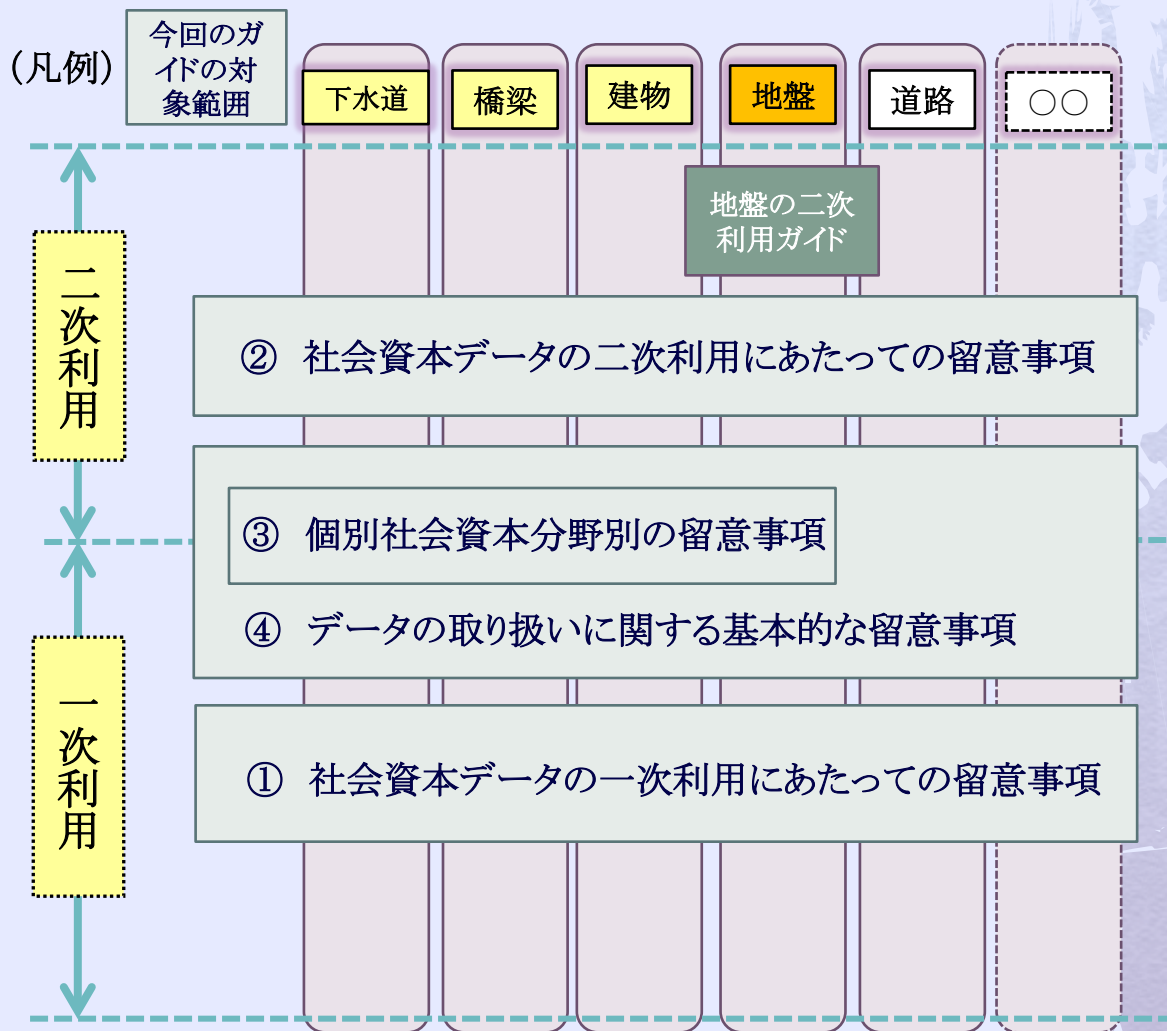 (凡例)
今回のガ
イドの対
象範囲
下水道
橋梁
建物
地盤
道路
○○
地盤の二次
利用ガイド
二次利用
② 社会資本データの二次利用にあたっての留意事項
③ 個別社会資本分野別の留意事項
④ データの取り扱いに関する基本的な留意事項
一次利用
① 社会資本データの一次利用にあたっての留意事項